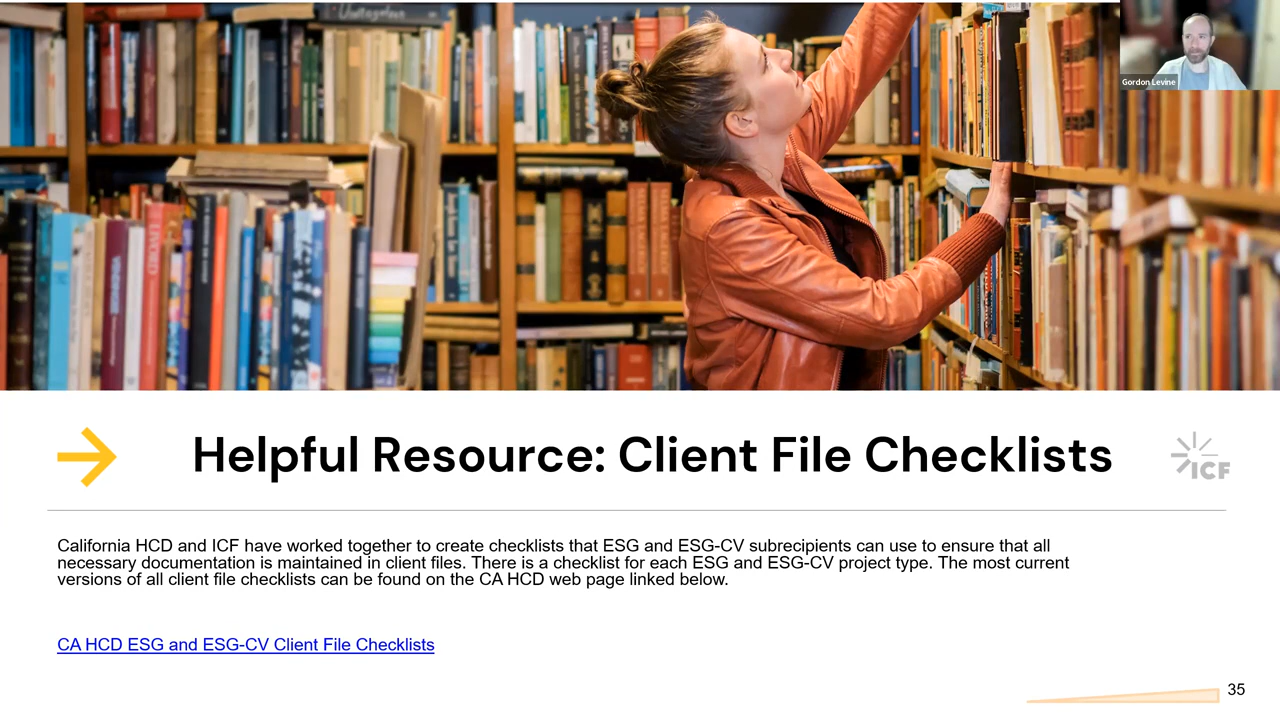 Gordon Levine
Helpful Resource: Client File Checklists
ICF
California HCD and ICF have worked together to create checklists that ESG and ESG-CV subrecipients can use to ensure that all
necessary documentation is maintained in client files. There is a checklist for each ESG and ESG-CV project type. The most current
versions of all client file checklists can be found on the CA HCD web page linked below.
CA HCD ESG and ESG-CV Client File Checklists
35